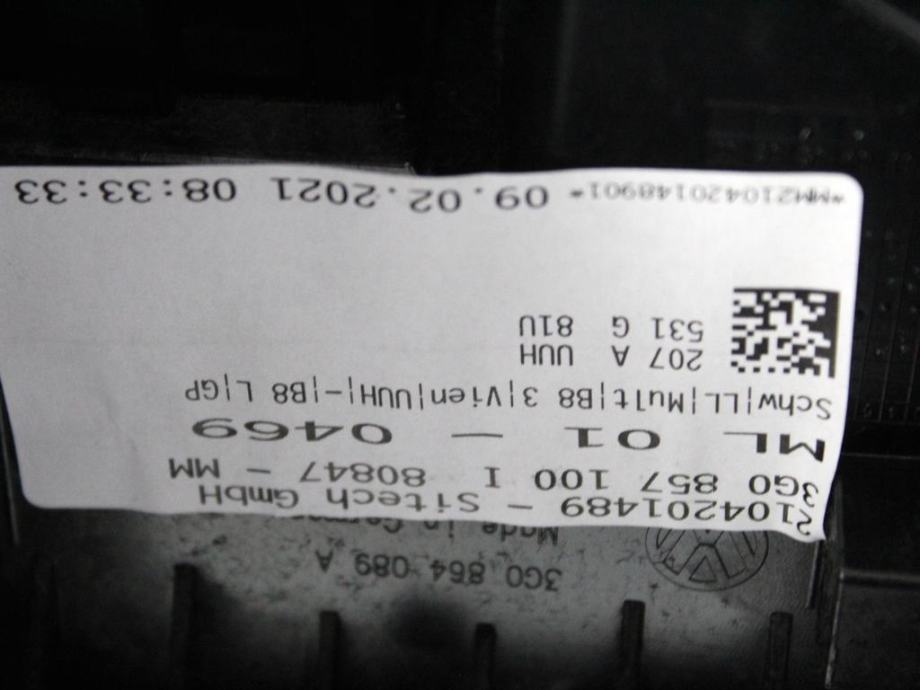 3G0 864 089 A
Made in
2104201489 - Sitech GmbH
3G0 857 100 I 80847 - MM
ML 01 - 0469
Schw|LL|Mult|B8 3|Vien|UUH|-|B8 L|GP
207 A UUH
531 G 81U
*MM210420148901* 09.02.2021 08:33:33